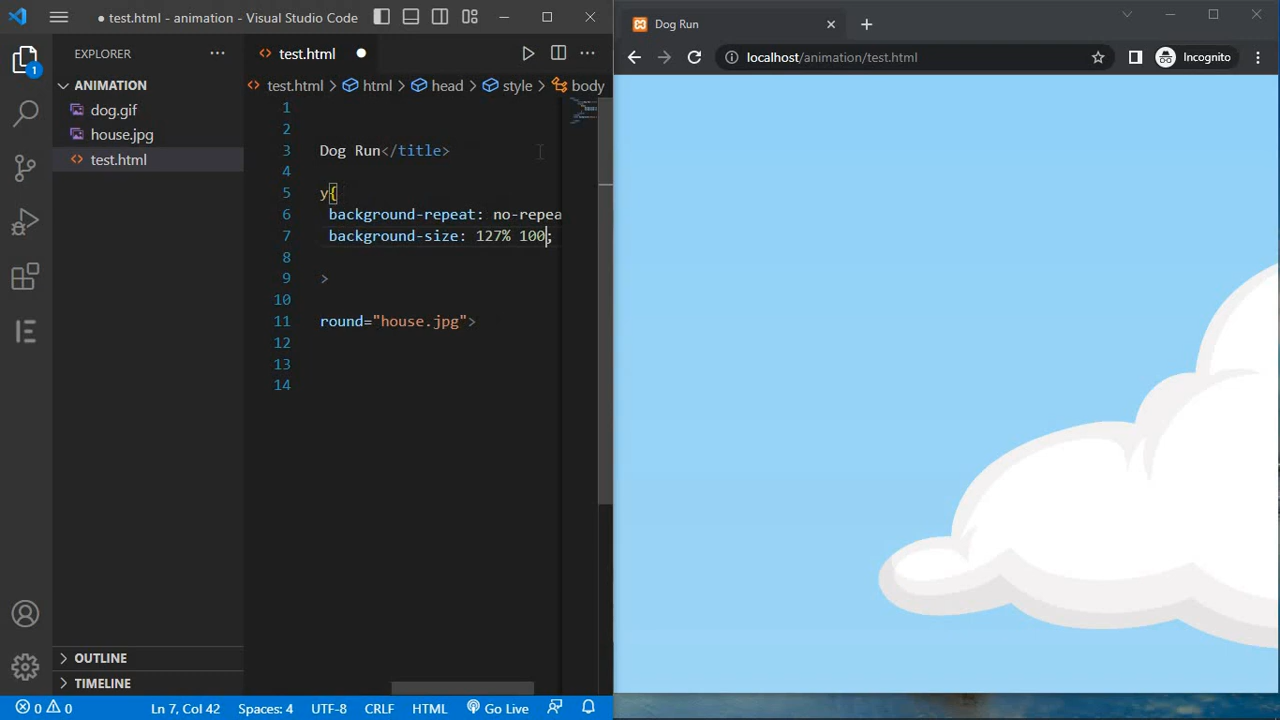 test.html - animation - Visual Studio Code
EXPLORER
1
ANIMATION
dog.gif
house.jpg
test.html
OUTLINE
TIMELINE
test.html
test.html > html > head > style > body
1
2
3 Dog Run</title>
4
5 y{
6 background-repeat: no-repea
7 background-size: 127% 100;
8
9 >
10
11 round="house.jpg">
12
13
14
0 0 Ln 7, Col 42 Spaces: 4 UTF-8 CRLF HTML Go Live
Dog Run
localhost/animation/test.html
Incognito